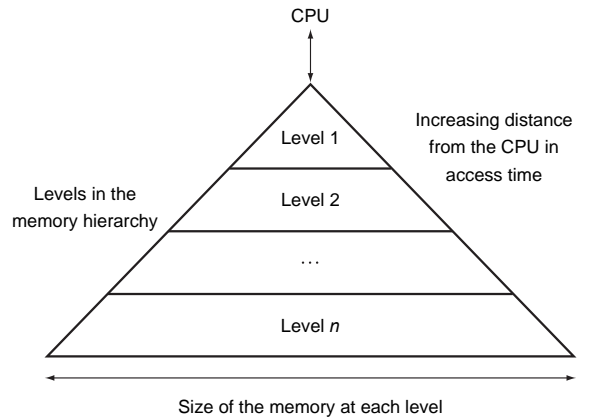 CPU
Level 1
Increasing distance
from the CPU in
access time
Levels in the
memory hierarchy
Level 2
...
Level n
Size of the memory at each level